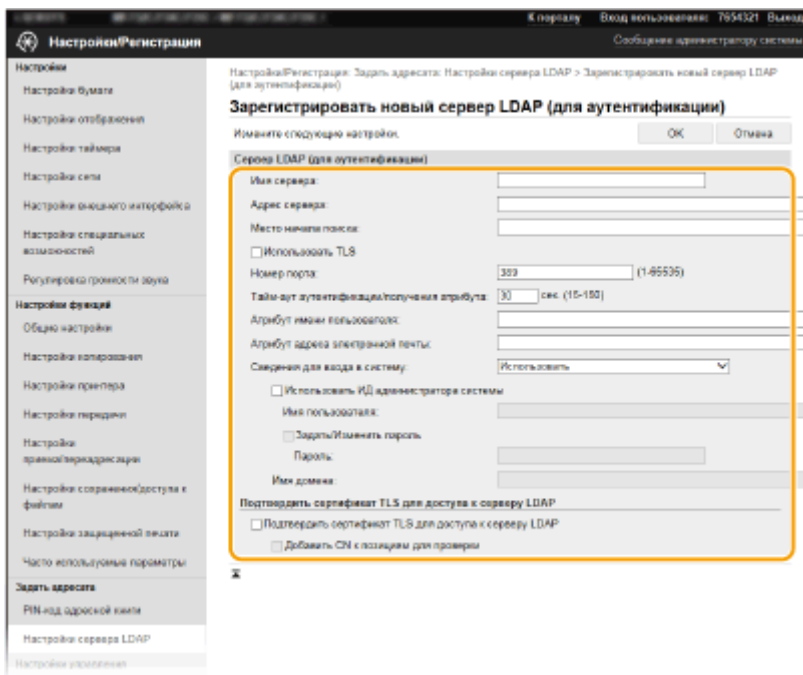 К порталу Вход пользователя: 7654321 Выход
Настройки/Регистрация
Сообщение администратору системы
Настройки
Настройки бумаги
Настройки отображения
Настройки таймера
Настройки сети
Настройки внешнего интерфейса
Настройки специальных
возможностей
Регулировка громкости звука
Настройки функций
Общие настройки
Настройки копирования
Настройки принтера
Настройки передачи
Настройки
приема/переадресации
Настройки сохранения/доступа к
файлам
Настройки защищенной печати
Часто используемые параметры
Задать адресата
PIN-код адресной книги
Настройки сервера LDAP
Настройки управления
Настройки/Регистрация: Задать адресата: Настройки сервера LDAP > Зарегистрировать новый сервер LDAP
(для аутентификации)
Зарегистрировать новый сервер LDAP (для аутентификации)
Измените следующие настройки.
OK Отмена
Сервер LDAP (для аутентификации)
Имя сервера:
Адрес сервера:
Место начала поиска:
Использовать TLS
Номер порта: 389 (1-65535)
Тайм-аут аутентификации/получения атрибута: 30 сек. (15-150)
Атрибут имени пользователя:
Атрибут адреса электронной почты:
Сведения для входа в систему: Использовать
Использовать ИД администратора системы
Имя пользователя:
Задать/Изменить пароль
Пароль:
Имя домена:
Подтвердить сертификат TLS для доступа к серверу LDAP
Подтвердить сертификат TLS для доступа к серверу LDAP
Добавить CN к позициям для проверки